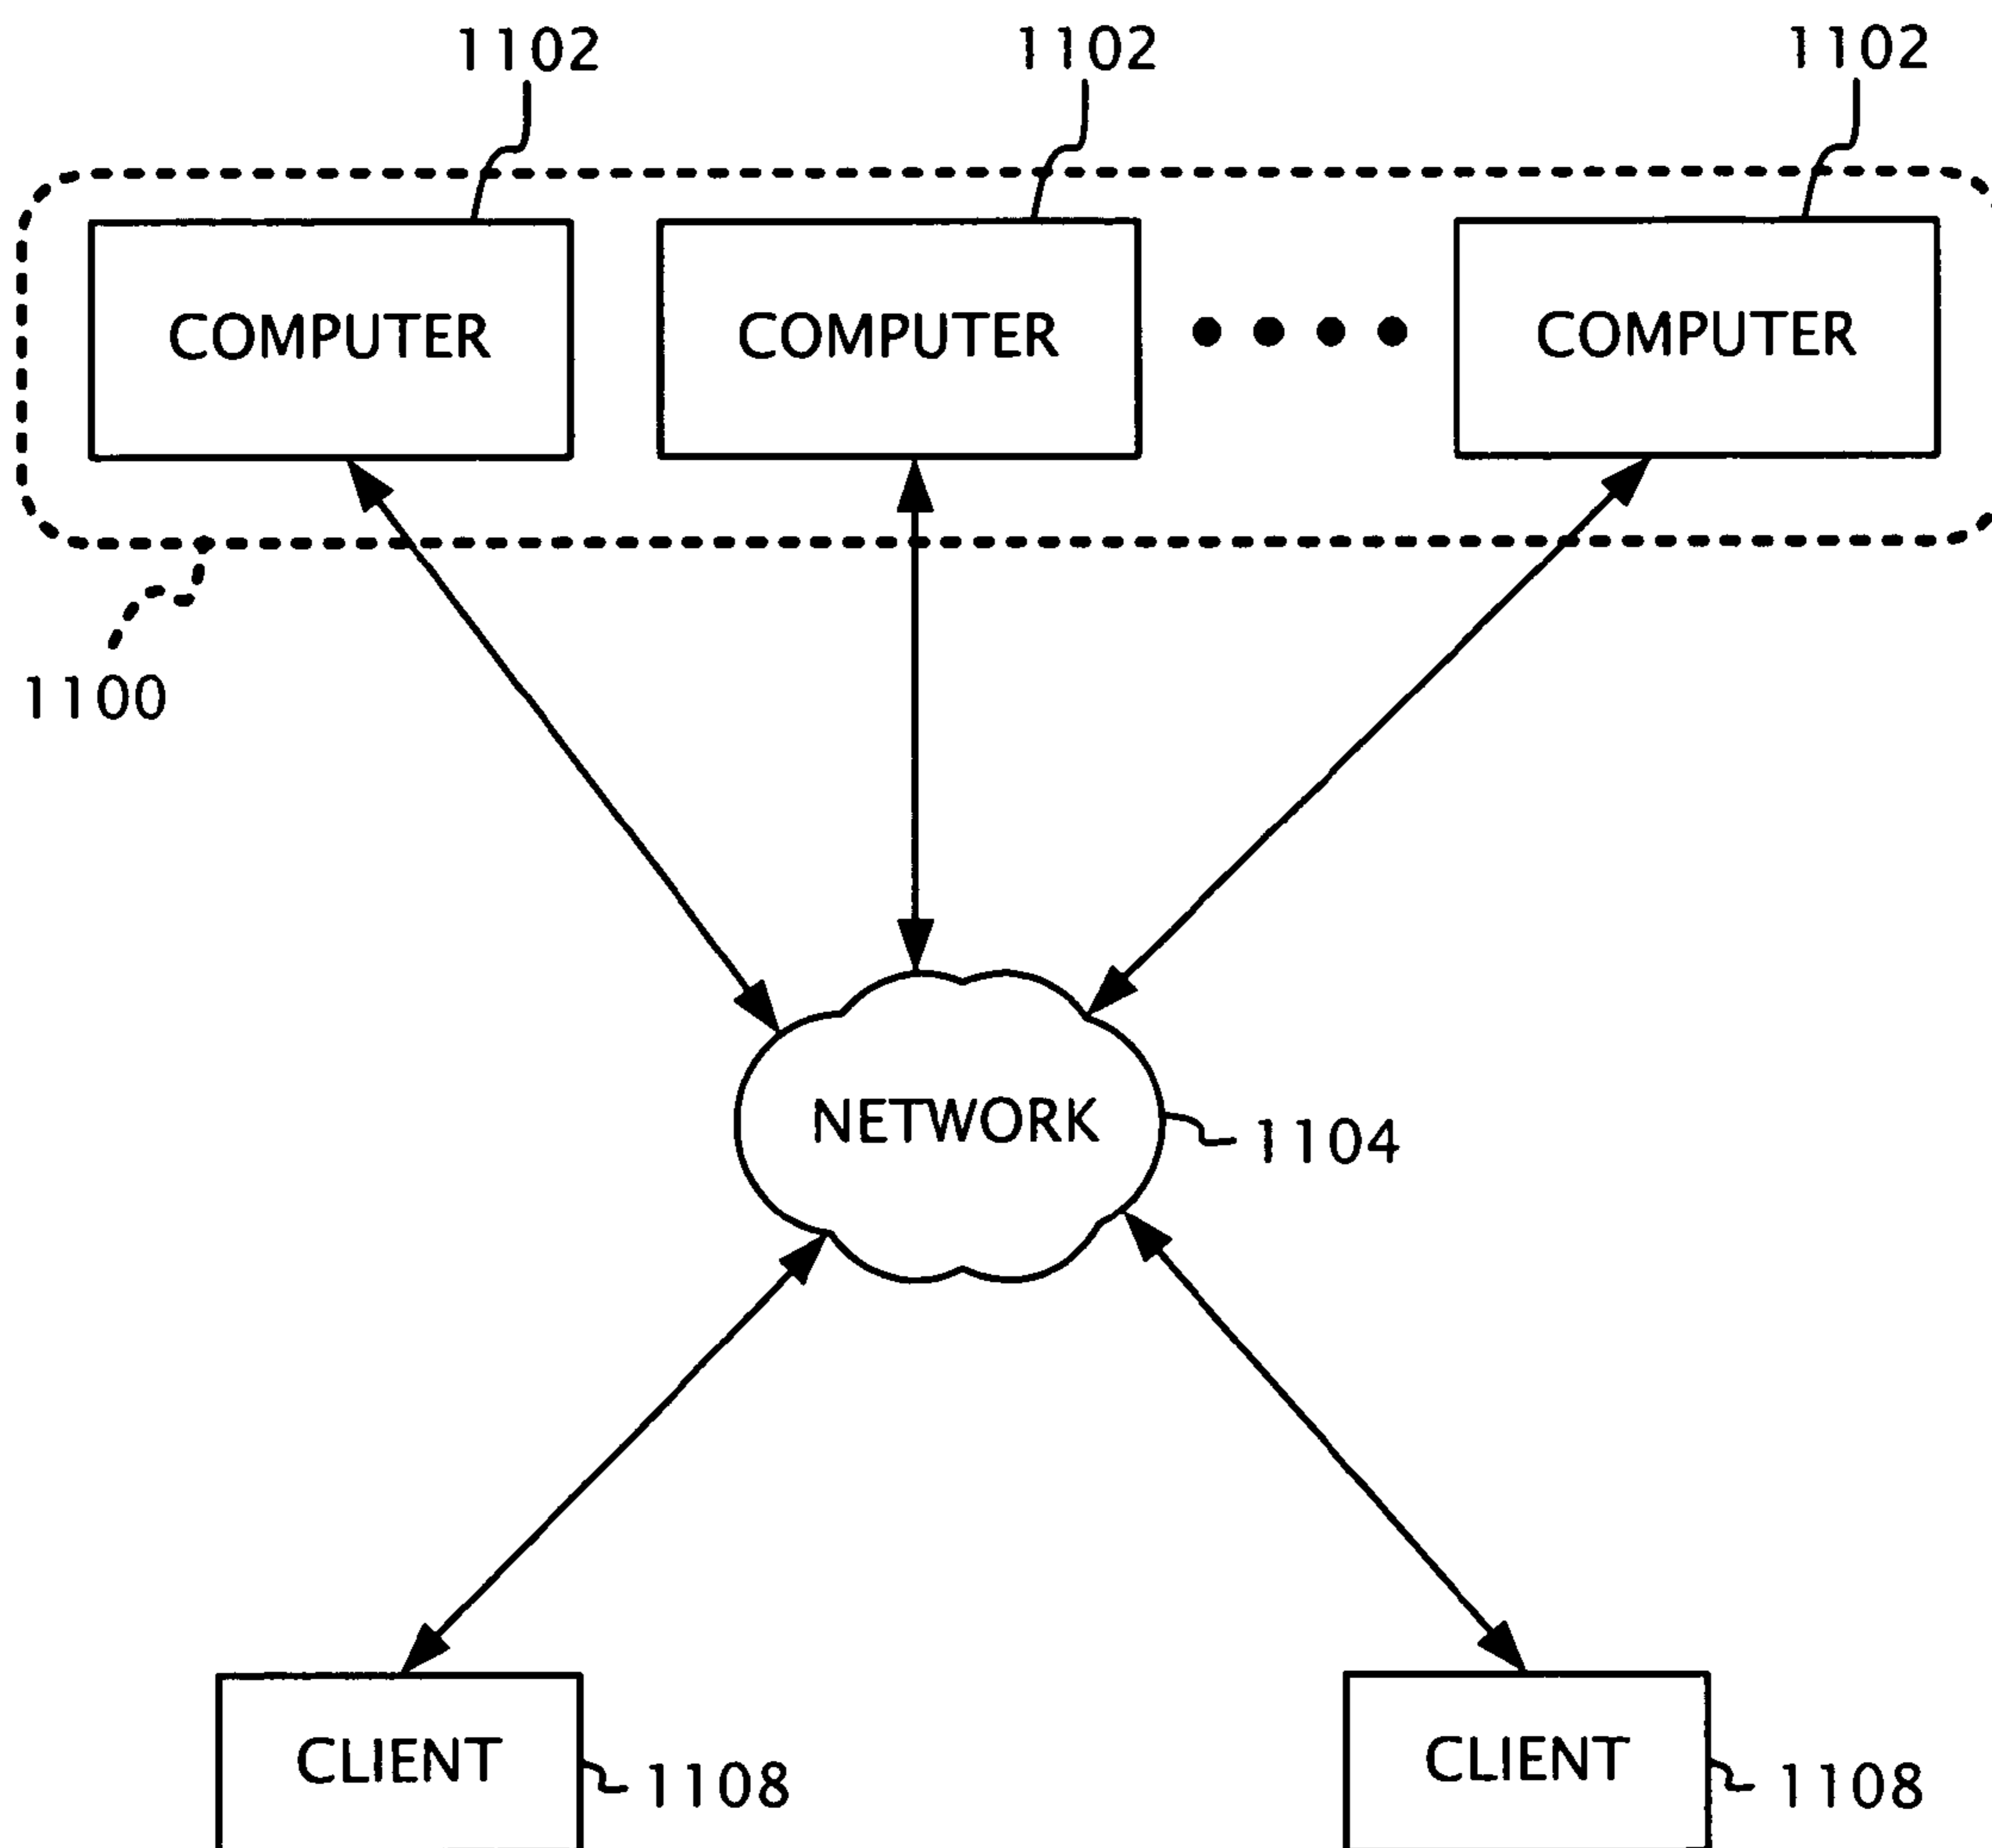 1102 1102 1102
COMPUTER COMPUTER COMPUTER
1100
NETWORK
1104
CLIENT 1108 CLIENT 1108